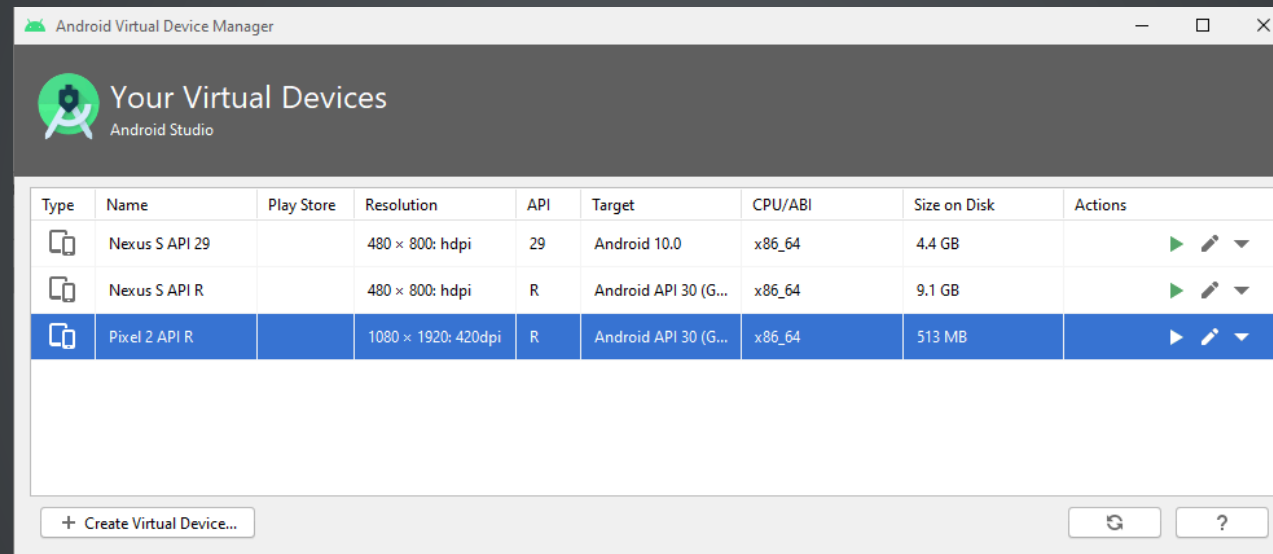 Android Virtual Device Manager
Your Virtual Devices
Android Studio
Type Name Play Store Resolution API Target CPU/ABI Size on Disk Actions
Nexus S API 29 480 × 800: hdpi 29 Android 10.0 x86_64 4.4 GB
Nexus S API R 480 × 800: hdpi R Android API 30 (G... x86_64 9.1 GB
Pixel 2 API R 1080 × 1920: 420dpi R Android API 30 (G... x86_64 513 MB
+ Create Virtual Device... ?